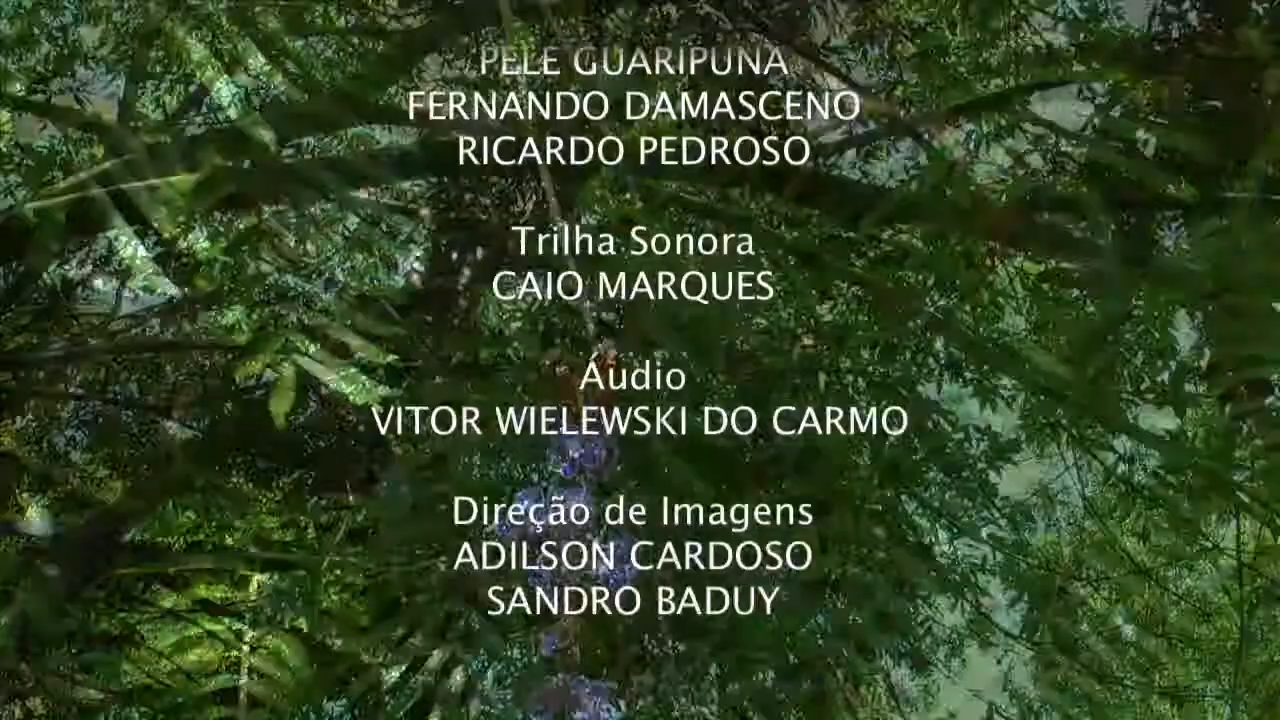 PELE GUARIPUNA
FERNANDO DAMASCENO
RICARDO PEDROSO
Trilha Sonora
CAIO MARQUES
Áudio
VITOR WIELEWSKI DO CARMO
Direção de Imagens
ADILSON CARDOSO
SANDRO BADUY